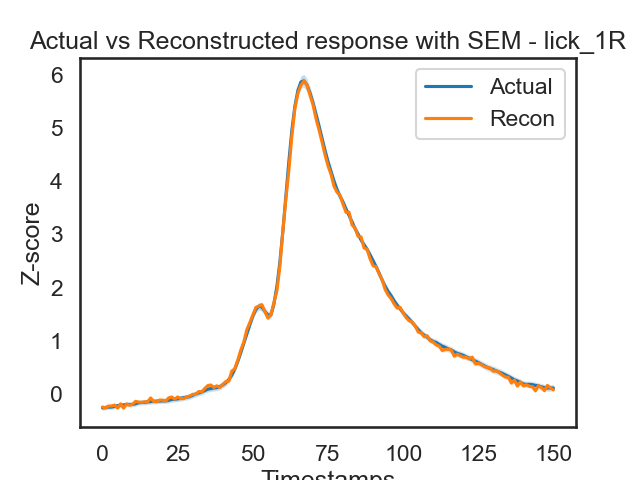 Actual vs Reconstructed response with SEM - lick_1R
Actual
Recon
Z-score
6
5
4
3
2
1
0
0 25 50 75 100 125 150
Timestamps